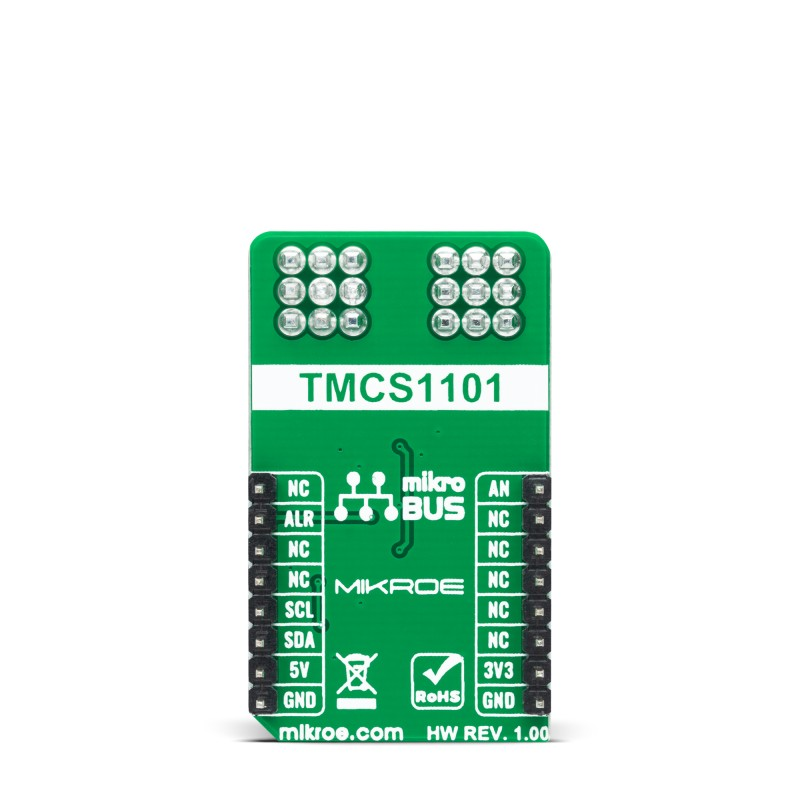 TMCS1101
mikro
BUS
NC AN
ALR NC
NC NC
NC NC
SCL NC
SDA NC
5V 3V3
GND GND
MIKROE
RoHS
mikroe.com HW REV. 1.00